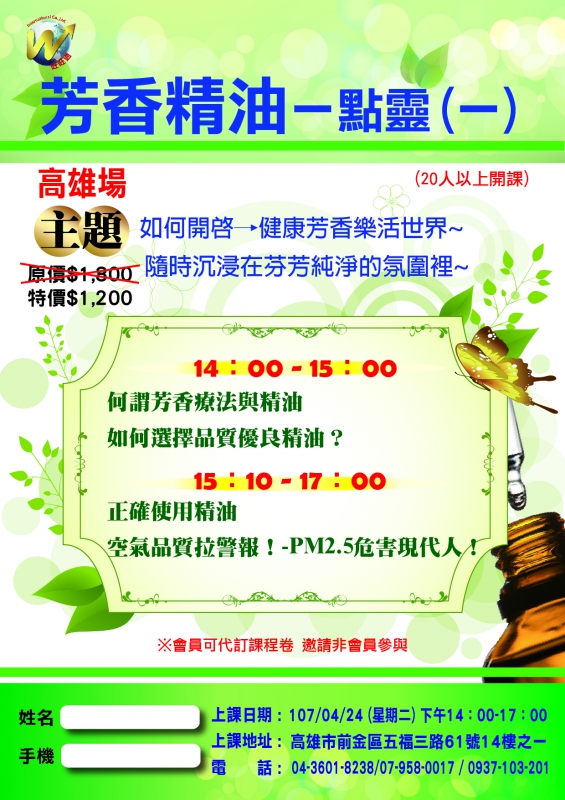 International Co.,Ltd.
芳香精油一點靈(一)
高雄場
(20人以上開課)
主題
如何開啓→健康芳香樂活世界~
隨時沉浸在芬芳純淨的氛圍裡~
原價$1,800
特價$1,200
14：00-15：00
何謂芳香療法與精油
如何選擇品質優良精油？
15：10-17：00
正確使用精油
空氣品質拉警報！-PM2.5危害現代人！
※會員可代訂課程卷 邀請非會員參與
姓名
手機
上課日期：107/04/24(星期二)下午14：00-17：00
上課地址：高雄市前金區五福三路61號14樓之一
電　　話：04-3601-8238/07-958-0017 / 0937-103-201